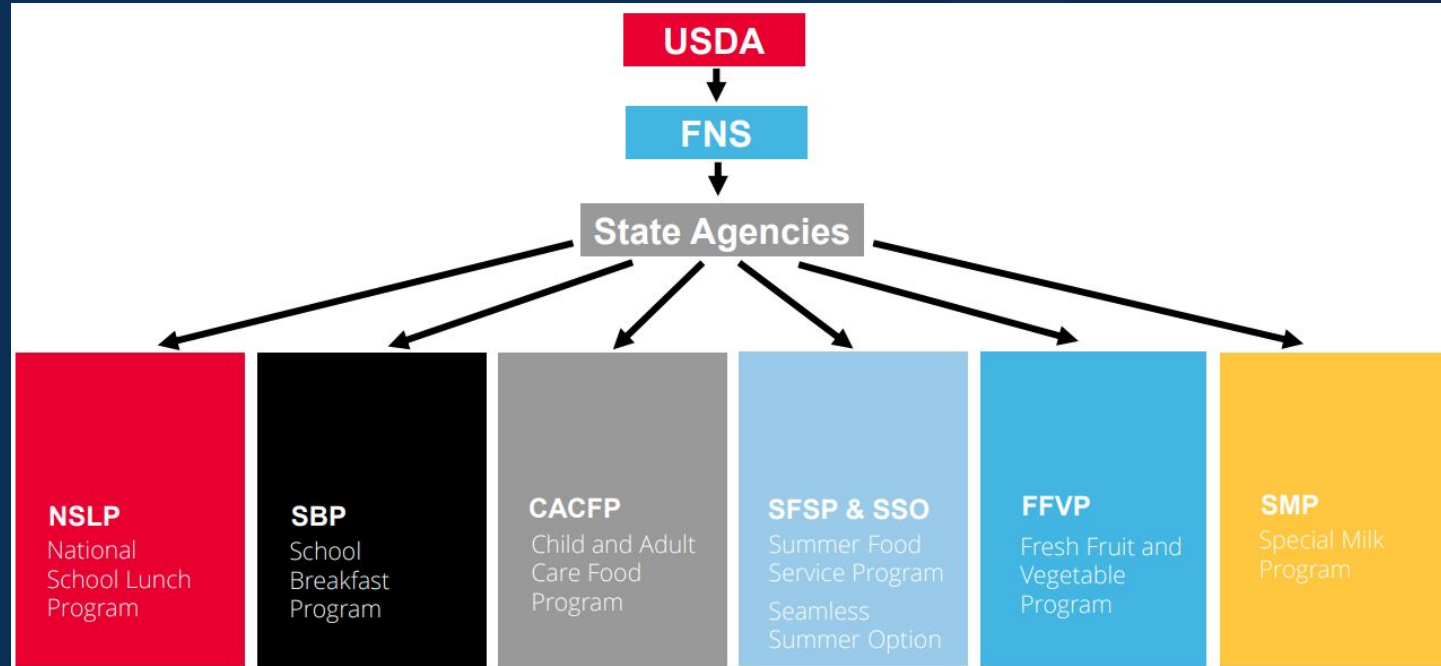 USDA
FNS
State Agencies
NSLP
National
School Lunch
Program
SBP
School
Breakfast
Program
CACFP
Child and Adult
Care Food
Program
SFSP & SSO
Summer Food
Service Program
Seamless
Summer Option
FFVP
Fresh Fruit and
Vegetable
Program
SMP
Special Milk
Program